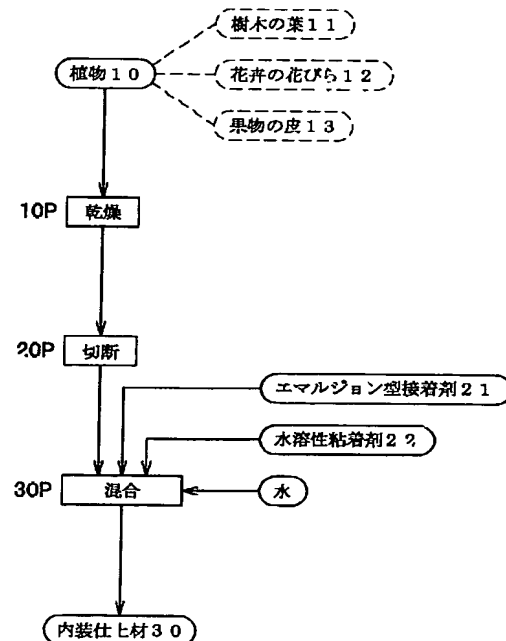 樹木の葉11
植物10
花卉の花びら12
果物の皮13
10P 乾燥
20P 切断
エマルジョン型接着剤21
水溶性粘着剤22
30P 混合
水
内装仕上材30